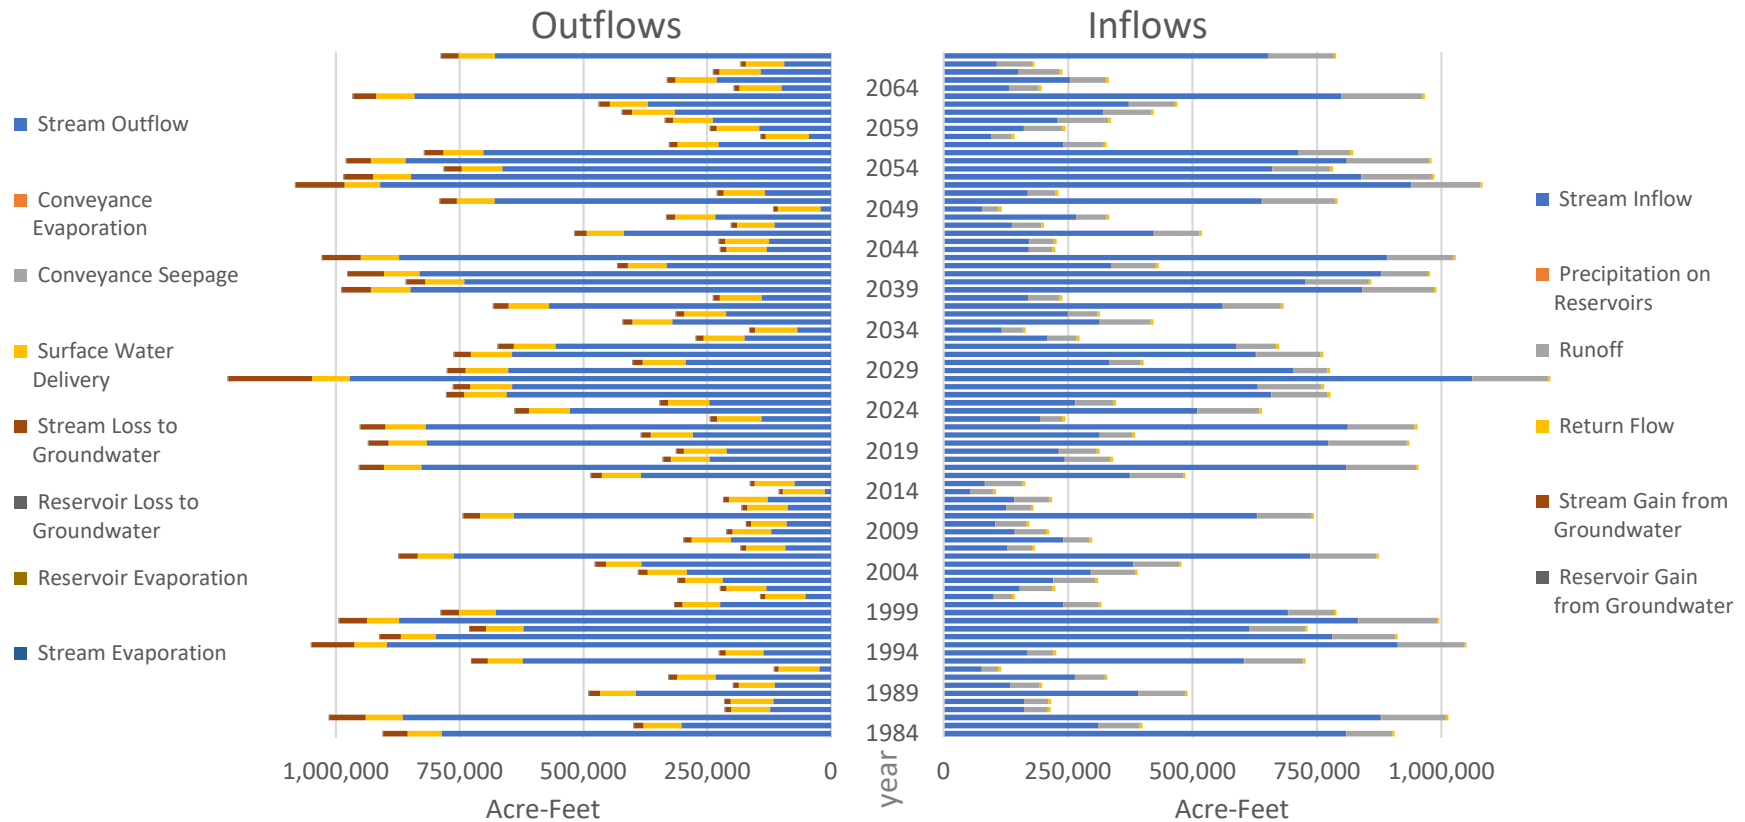 Outflows
Inflows
Stream Outflow
Conveyance
Evaporation
Conveyance Seepage
Surface Water
Delivery
Stream Loss to
Groundwater
Reservoir Loss to
Groundwater
Reservoir Evaporation
Stream Evaporation
2064
2059
2054
2049
2044
2039
2034
2029
2024
2019
2014
2009
2004
1999
1994
1989
1984
year
Stream Inflow
Precipitation on
Reservoirs
Runoff
Return Flow
Stream Gain from
Groundwater
Reservoir Gain
from Groundwater
1,000,000 750,000 500,000 250,000 0
0 250,000 500,000 750,000 1,000,000
Acre-Feet
Acre-Feet